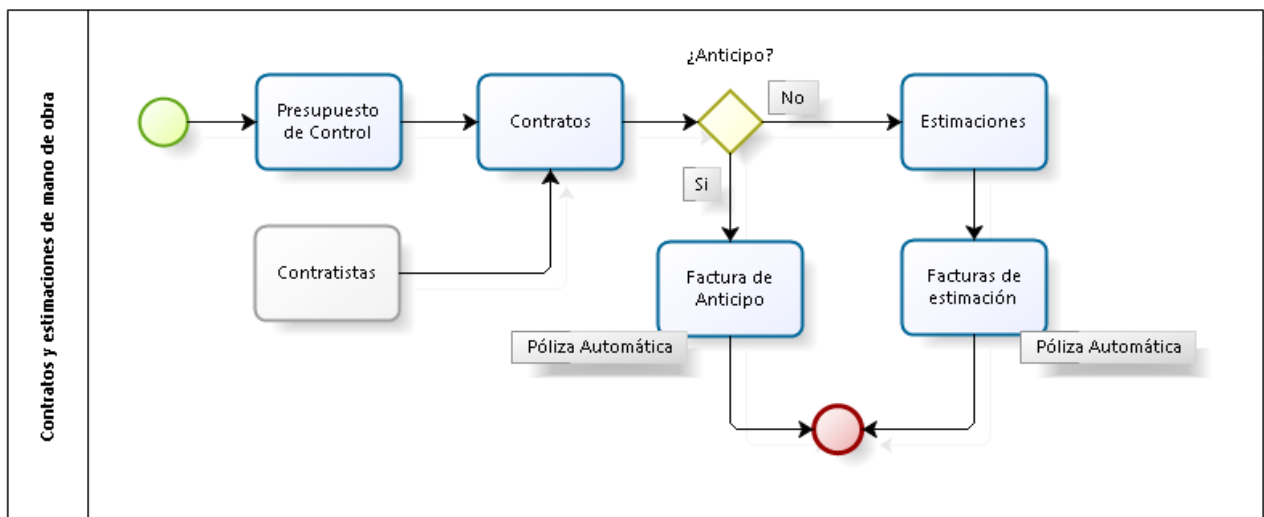 Contratos y estimaciones de mano de obra
¿Anticipo?
Presupuesto
de Control
Contratos
No
Estimaciones
Si
Contratistas
Factura de
Anticipo
Facturas de
estimación
Póliza Automática
Póliza Automática